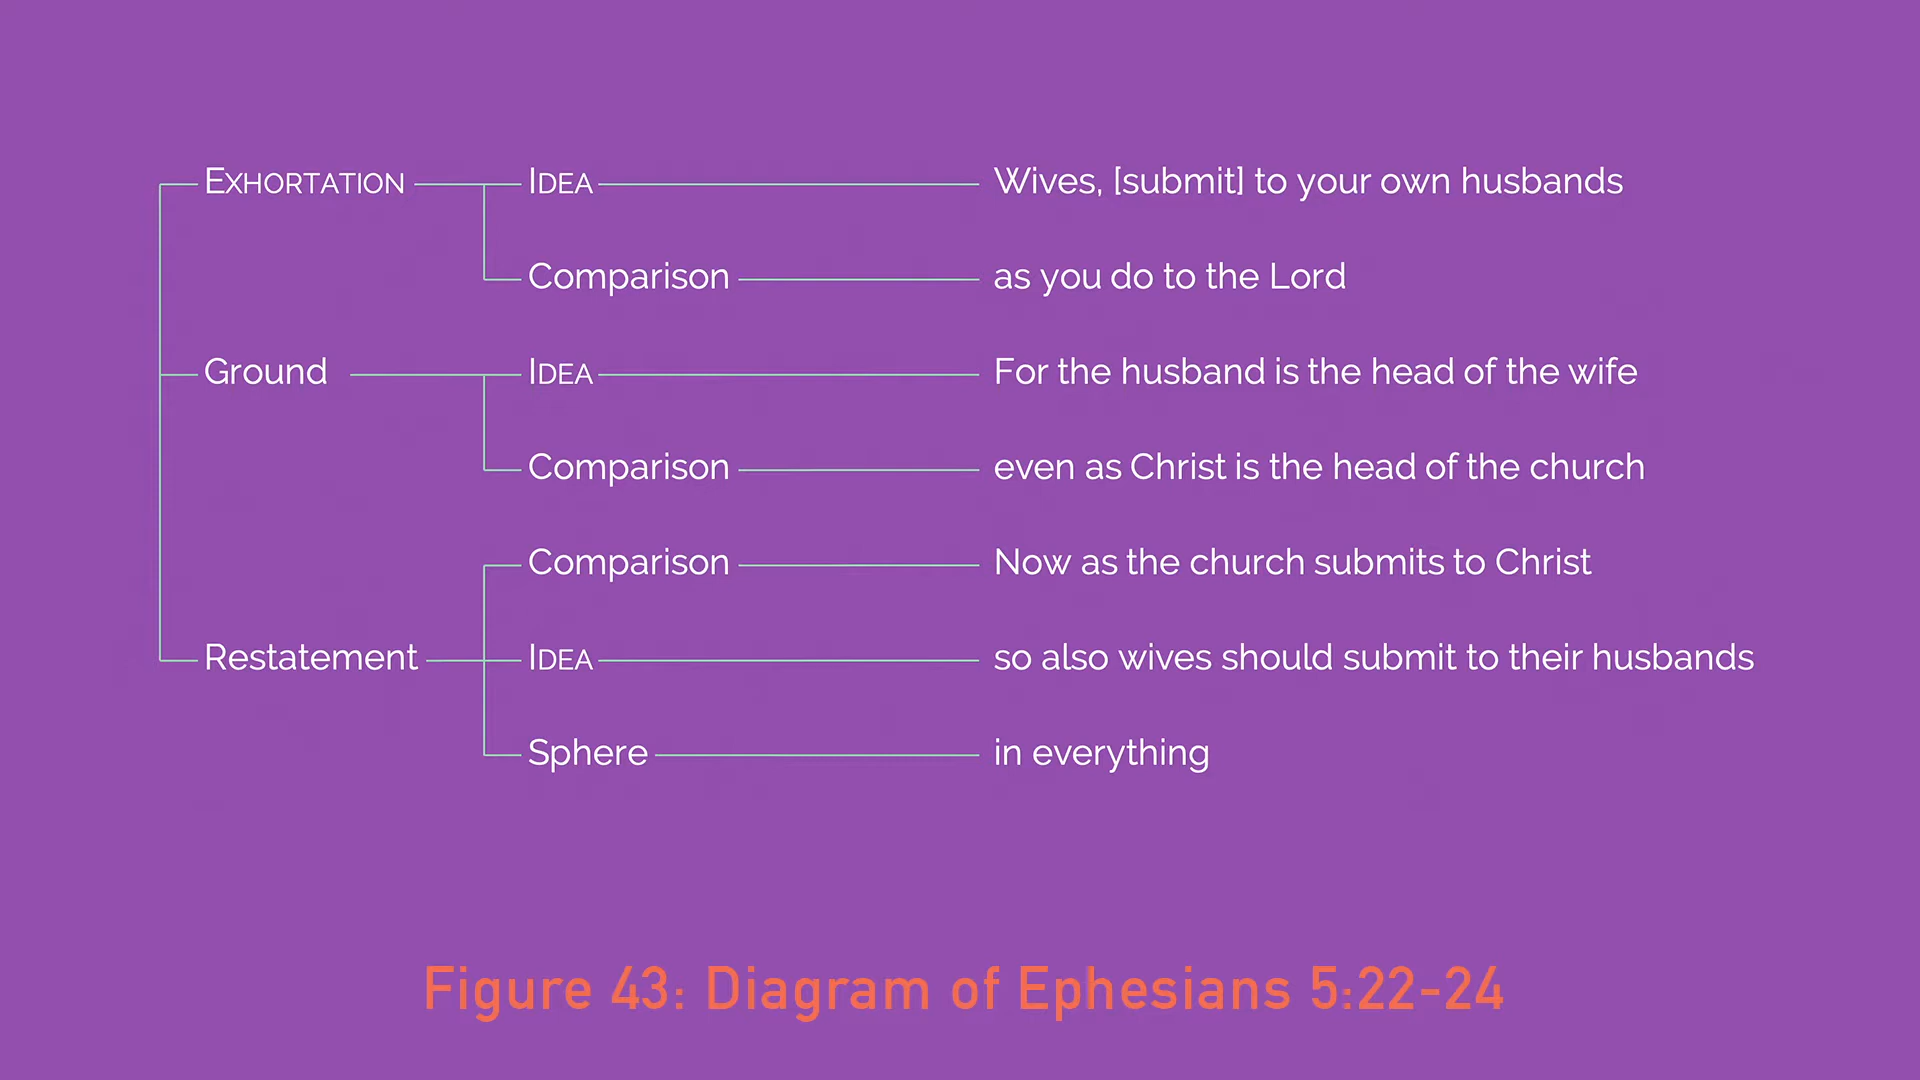 EXHORTATION IDEA Wives, [submit] to your own husbands
Comparison as you do to the Lord
Ground IDEA For the husband is the head of the wife
Comparison even as Christ is the head of the church
Comparison Now as the church submits to Christ
Restatement IDEA so also wives should submit to their husbands
Sphere in everything
Figure 43: Diagram of Ephesians 5:22-24